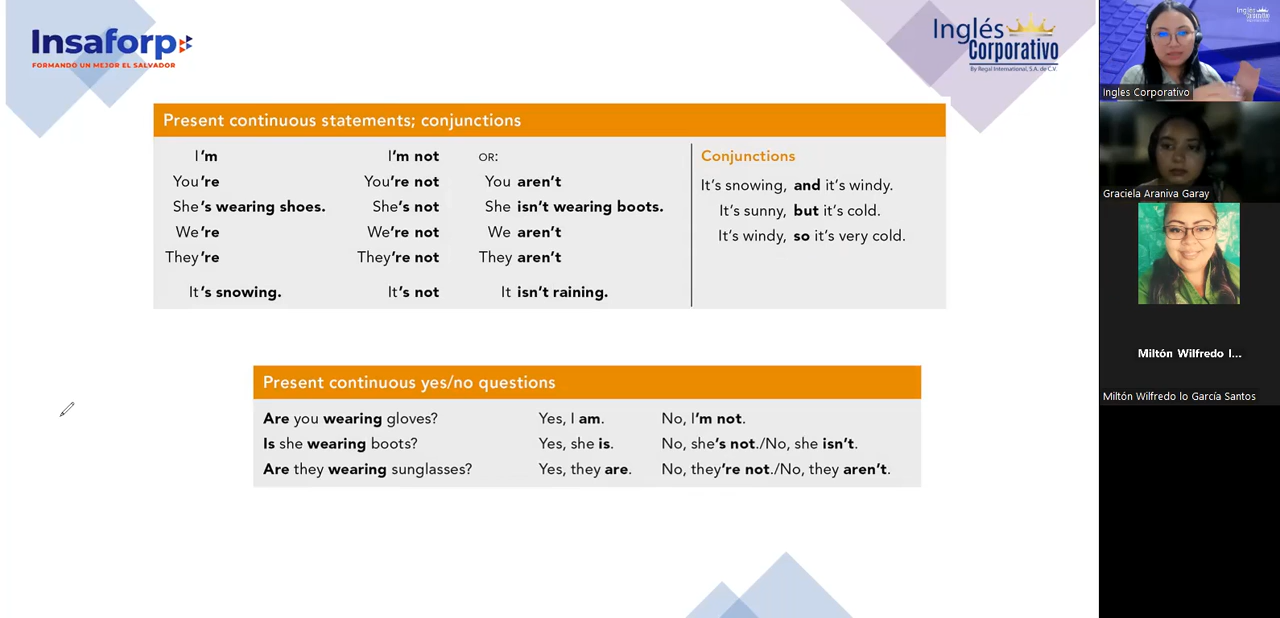 Insaforp
FORMANDO UN MEJOR EL SALVADOR
Inglés
Corporativo
By Regal International, S.A. de C.V.
Present continuous statements; conjunctions
I'm I'm not OR:
You're You're not You aren't
She's wearing shoes. She's not She isn't wearing boots.
We're We're not We aren't
They're They're not They aren't
It's snowing. It's not It isn't raining.
Conjunctions
It's snowing, and it's windy.
It's sunny, but it's cold.
It's windy, so it's very cold.
Present continuous yes/no questions
Are you wearing gloves? Yes, I am. No, I'm not.
Is she wearing boots? Yes, she is. No, she's not./No, she isn't.
Are they wearing sunglasses? Yes, they are. No, they're not./No, they aren't.
Inglés
Ingles Corporativo
Graciela Araniva Garay
Miltón Wilfredo l...
Miltón Wilfredo lo García Santos